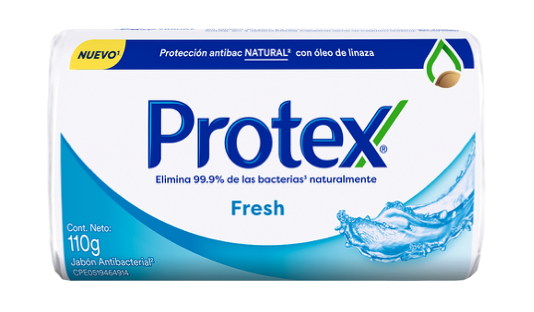 NUEVO¹
Protección antibac NATURAL² con óleo de linaza
Protex®
Elimina 99.9% de las bacterias³ naturalmente
Fresh
Cont. Neto:
110g
Jabón Antibacterial²
CPE0519464914